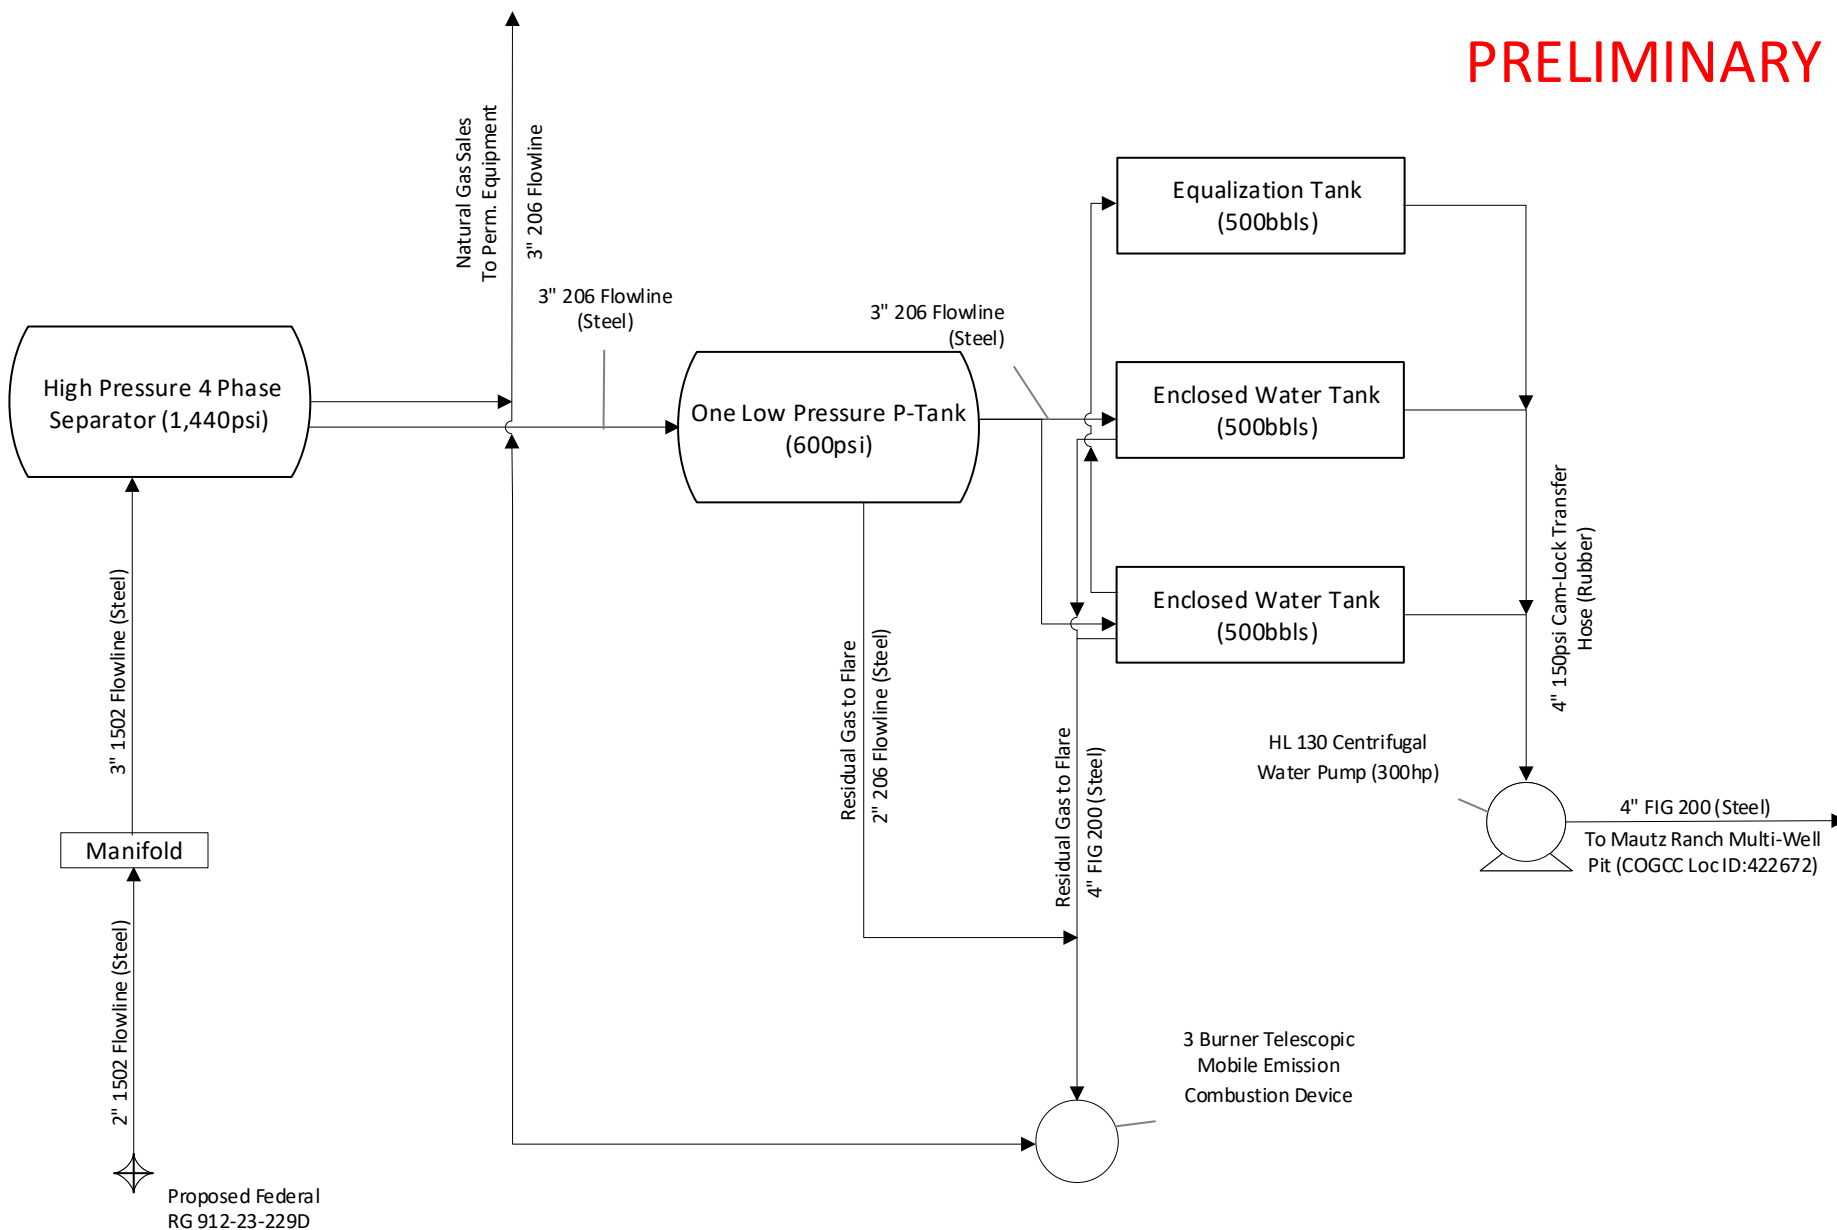 PRELIMINARY
Natural Gas Sales
To Perm. Equipment
3" 206 Flowline
Equalization Tank
(500bbls)
3" 206 Flowline
(Steel)
3" 206 Flowline
(Steel)
High Pressure 4 Phase
Separator (1,440psi)
One Low Pressure P-Tank
(600psi)
Enclosed Water Tank
(500bbls)
4" 150psi Cam-Lock Transfer
Hose (Rubber)
Enclosed Water Tank
(500bbls)
3" 1502 Flowline (Steel)
Residual Gas to Flare
2" 206 Flowline (Steel)
Residual Gas to Flare
4" FIG 200 (Steel)
HL 130 Centrifugal
Water Pump (300hp)
4" FIG 200 (Steel)
To Mautz Ranch Multi-Well
Pit (COGCC Loc ID:422672)
Manifold
2" 1502 Flowline (Steel)
3 Burner Telescopic
Mobile Emission
Combustion Device
Proposed Federal
RG 912-23-229D